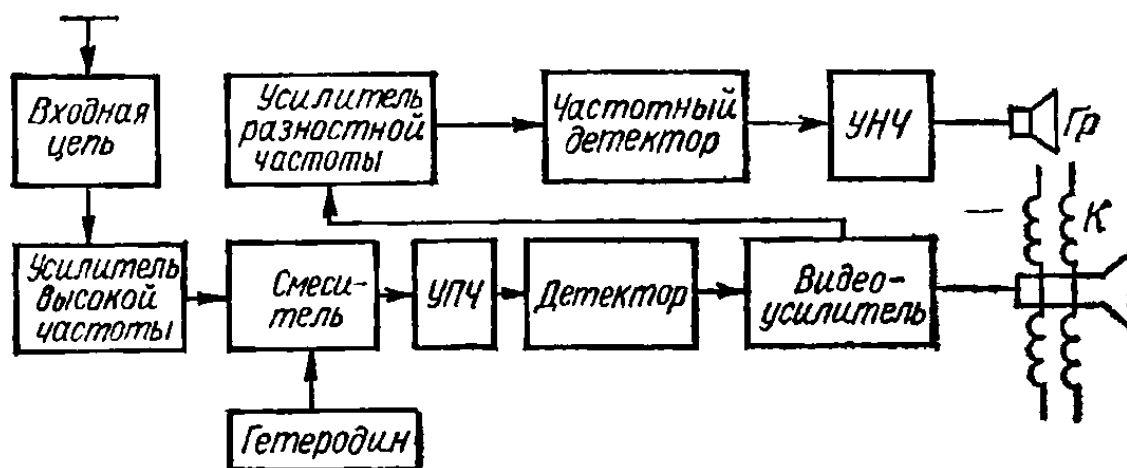 Входная
цепь
Усилитель
разностной
частоты
Частотный
детектор
УНЧ
Гр
К
Усилитель
высокой
частоты
Смеси-
тель
УПЧ
Детектор
Видео-
усилитель
Гетеродин